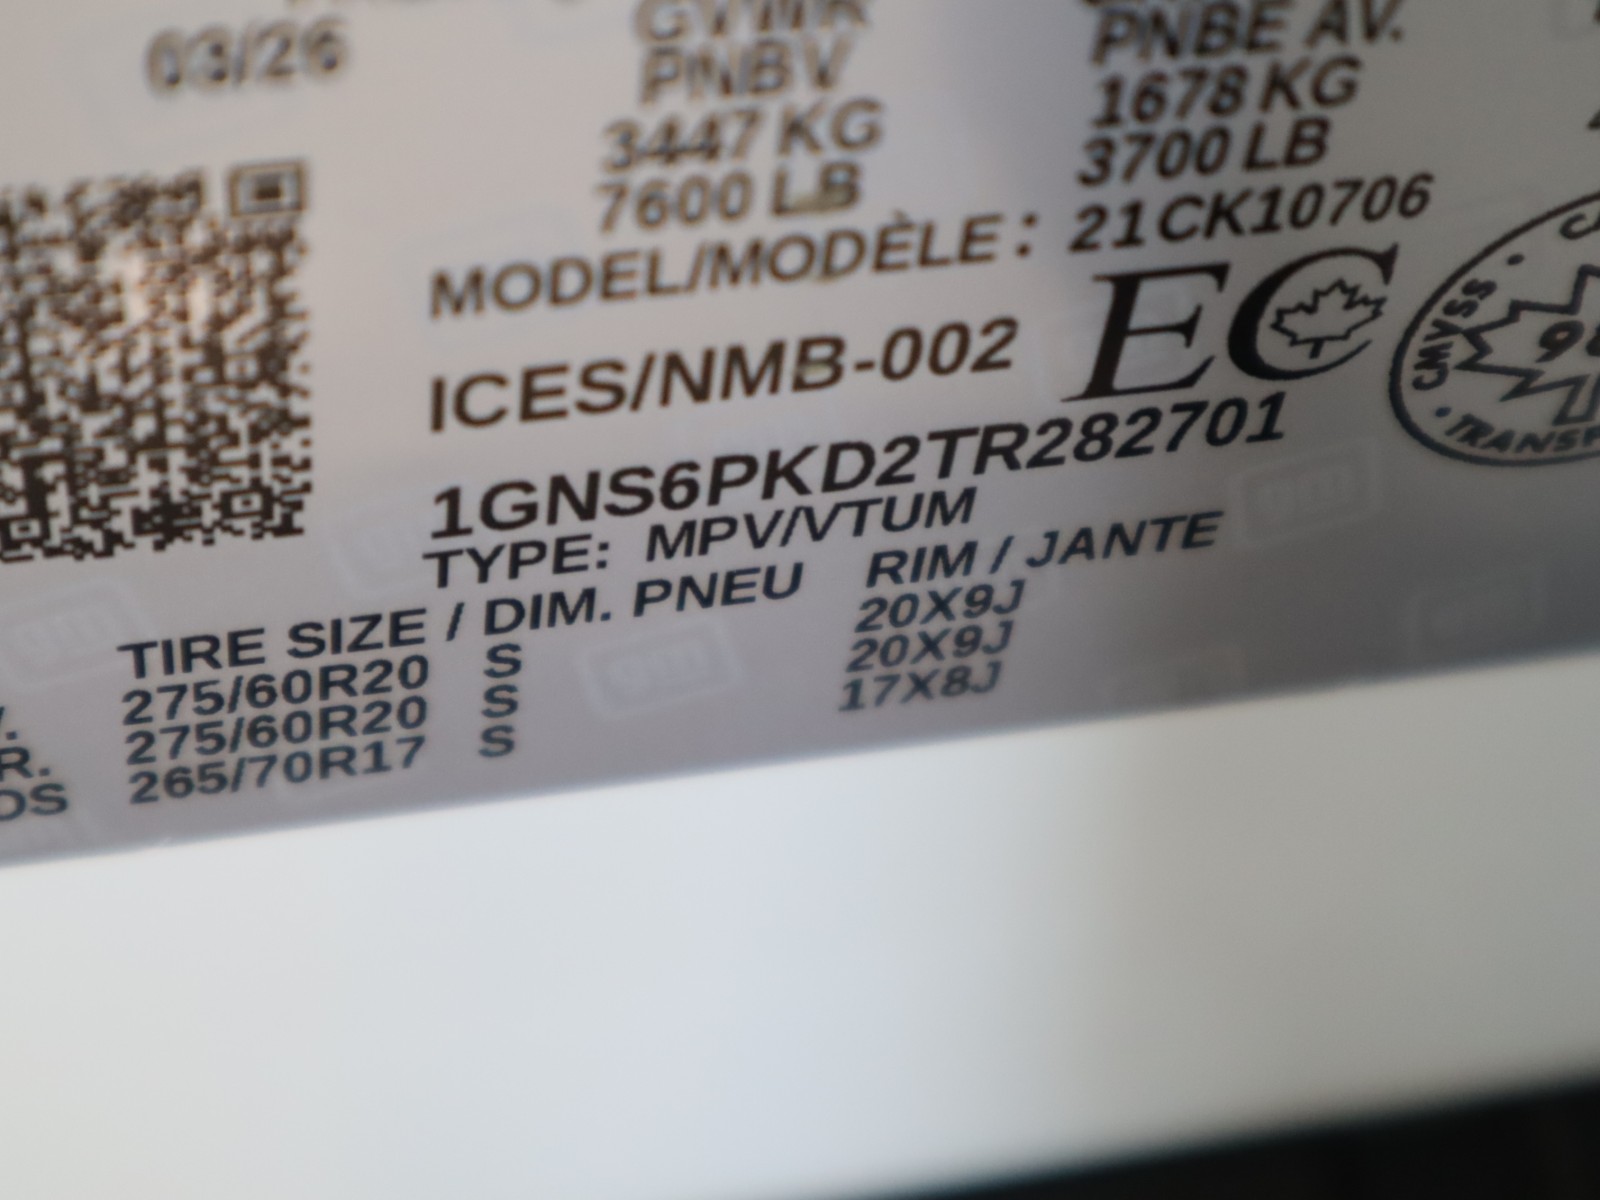 03/26
PNBV
3447 KG
7600 LB
PNBE AV.
1678 KG
3700 LB
MODEL/MODÈLE : 21CK10706
ICES/NMB-002
EC
CMVSS
1GNS6PKD2TR282701
TYPE: MPV/VTUM
TIRE SIZE / DIM. PNEU RIM / JANTE
275/60R20 S 20X9J
R. 275/60R20 S 20X9J
OS 265/70R17 S 17X8J